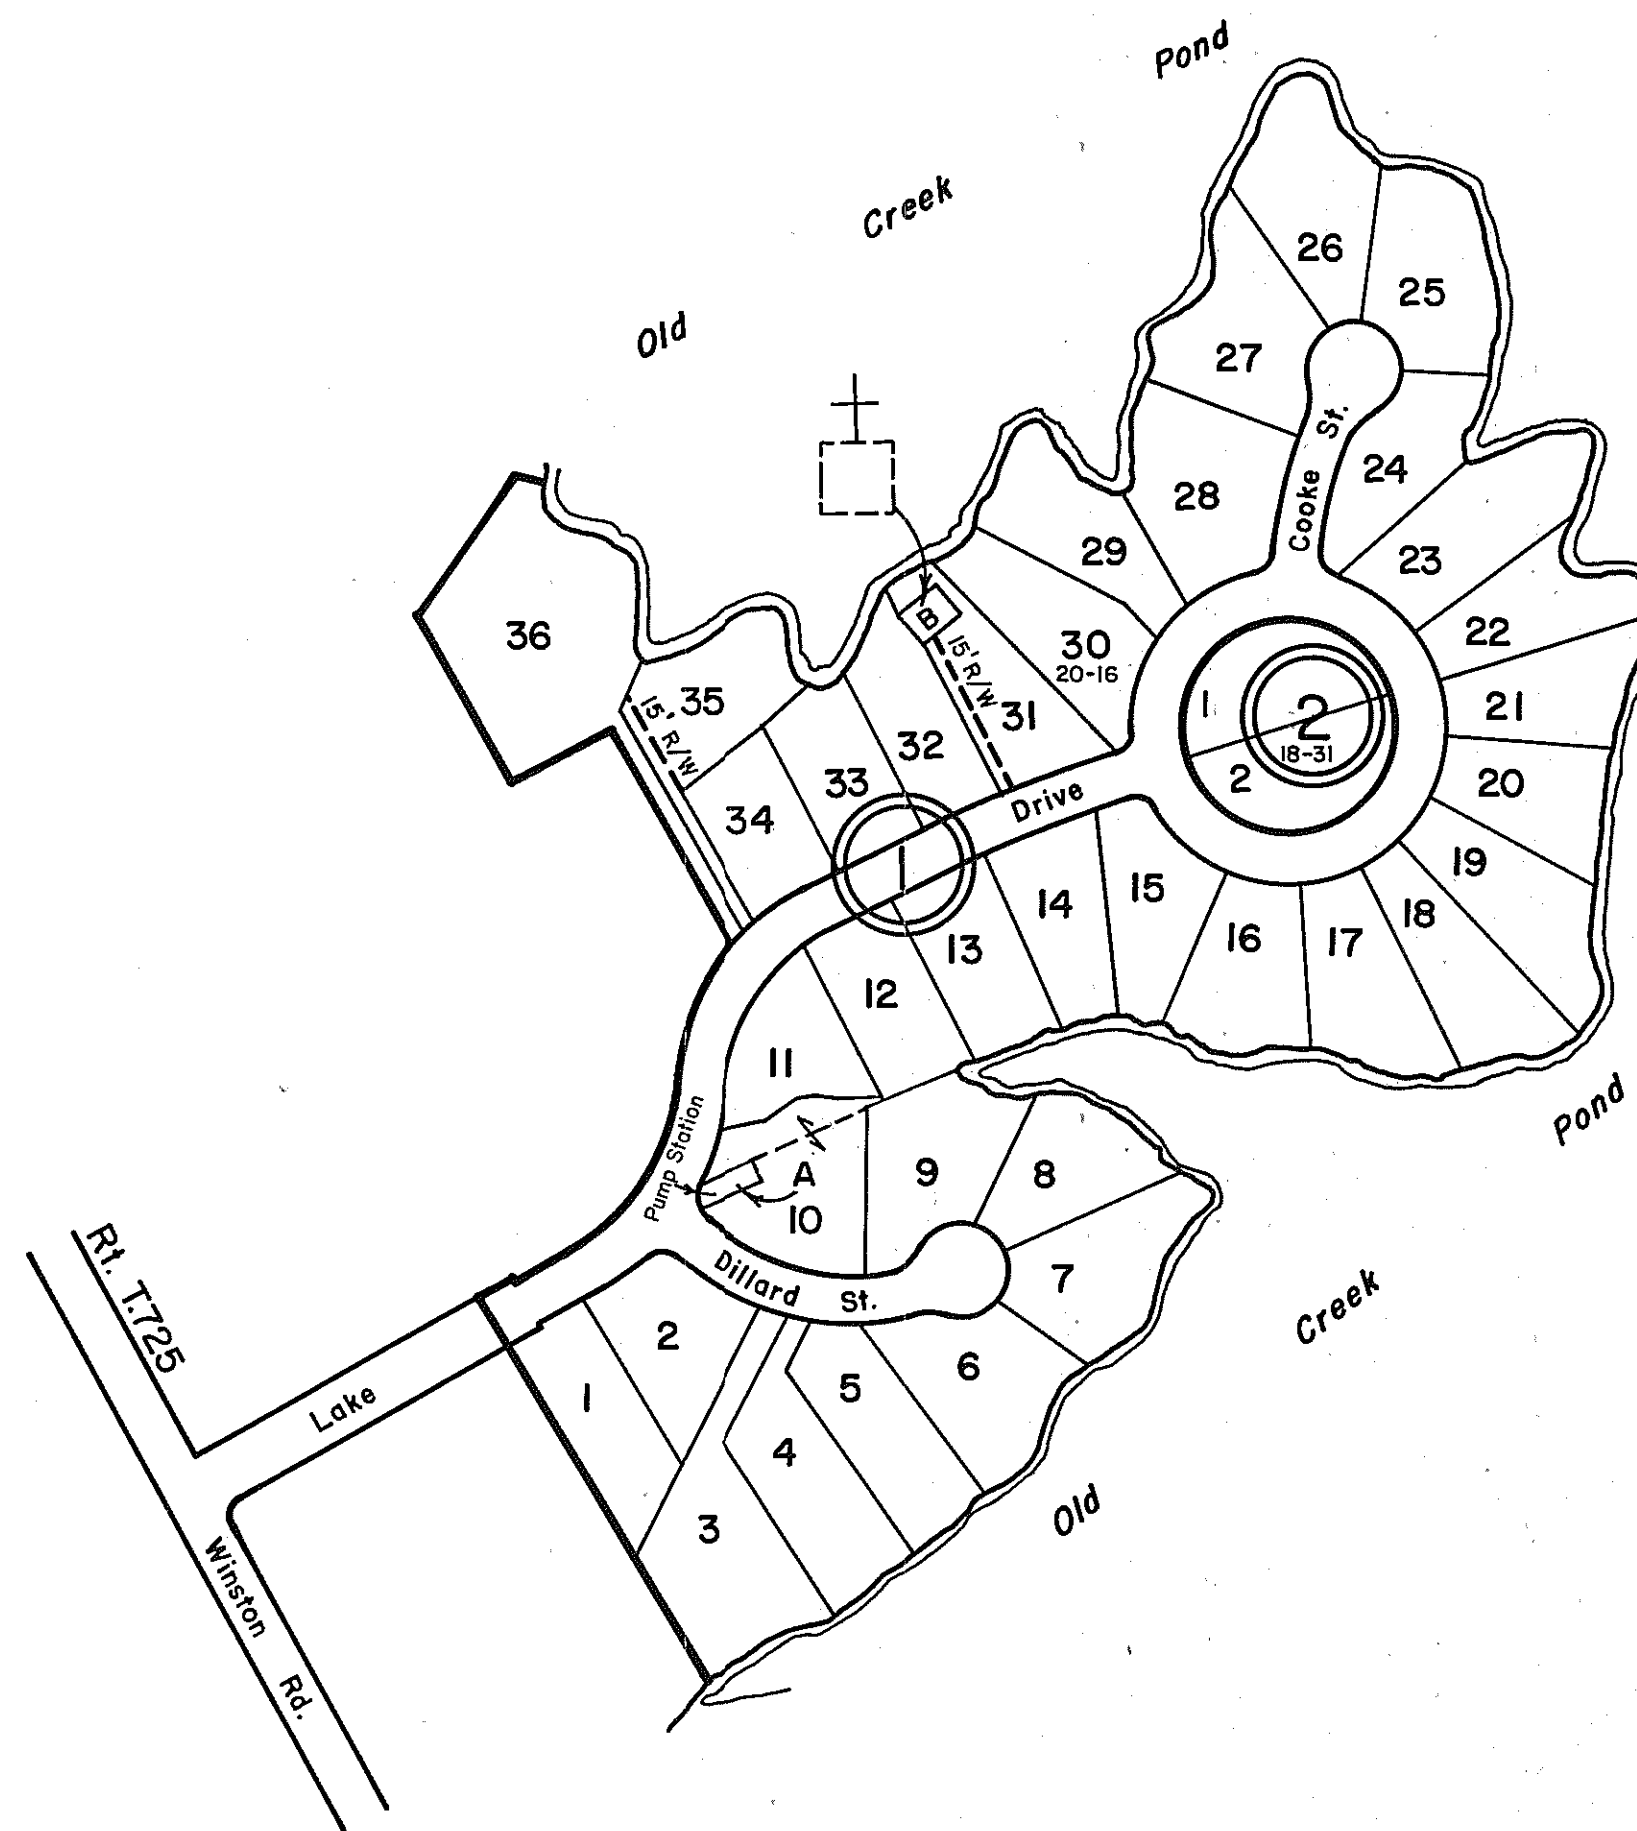 Pond
Creek
Old
26
25
27
24
28
Cooke St.
29
23
36
B
30
20-16
22
15' R/W
31
35
15' R/W
32
33
34
1
2
18-31
2
21
20
Drive
1
19
15
14
18
13
16
17
12
11
Pond
Pump Station
A
9
8
10
7
Dillard St.
Creek
Rt. T.725
2
6
Lake
1
5
4
Old
3
Winston Rd.